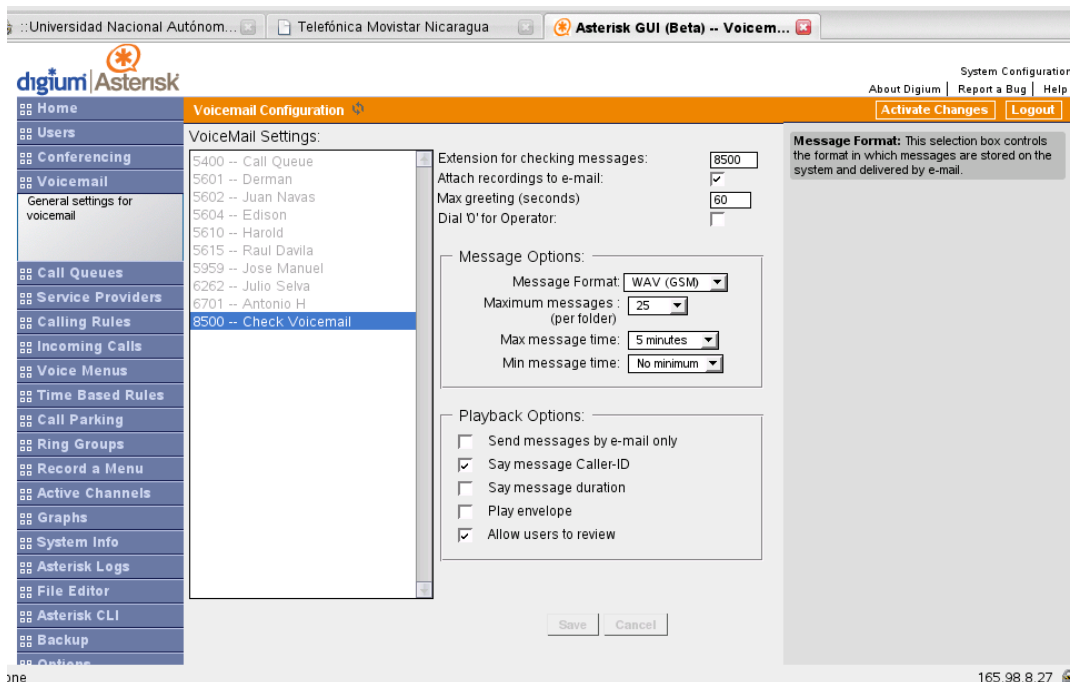 ::Universidad Nacional Autónom...
Telefónica Movistar Nicaragua
Asterisk GUI (Beta) -- Voicem...
digium Asterisk
System Configuration
About Digium | Report a Bug | Help
Home
Users
Conferencing
Voicemail
General settings for
voicemail
Call Queues
Service Providers
Calling Rules
Incoming Calls
Voice Menus
Time Based Rules
Call Parking
Ring Groups
Record a Menu
Active Channels
Graphs
System Info
Asterisk Logs
File Editor
Asterisk CLI
Backup
Options
Voicemail Configuration
Activate Changes
Logout
VoiceMail Settings:
5400 -- Call Queue
5601 -- Derman
5602 -- Juan Navas
5604 -- Edison
5610 -- Harold
5615 -- Raul Davila
5959 -- Jose Manuel
6262 -- Julio Selva
6701 -- Antonio H
8500 -- Check Voicemail
Extension for checking messages: 8500
Attach recordings to e-mail:
Max greeting (seconds) 60
Dial '0' for Operator:
Message Options:
Message Format: WAV (GSM)
Maximum messages : 25
(per folder)
Max message time: 5 minutes
Min message time: No minimum
Playback Options:
Send messages by e-mail only
Say message Caller-ID
Say message duration
Play envelope
Allow users to review
Save
Cancel
Message Format: This selection box controls
the format in which messages are stored on the
system and delivered by e-mail.
one
165.98.8.27